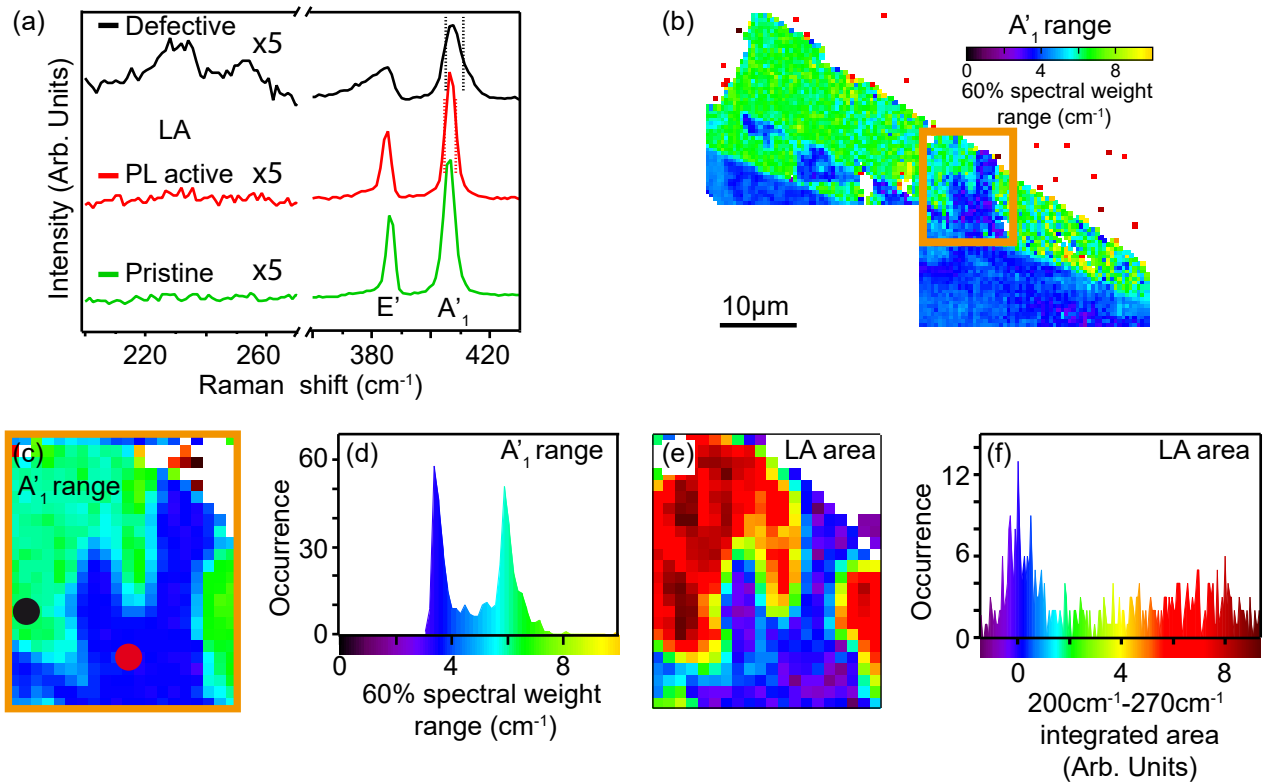 (a)
Defective
x5
LA
PL active
x5
Pristine
x5
E'
A'1
Intensity (Arb. Units)
220
260
380
420
Raman shift (cm-1)
(b)
A'1 range
0
4
8
60% spectral weight
range (cm-1)
10µm
(c)
A'1 range
(d)
A'1 range
60
30
0
Occurrence
0
4
8
60% spectral weight
range (cm-1)
(e)
LA area
(f)
LA area
12
6
0
Occurrence
0
4
8
200cm-1-270cm-1
integrated area
(Arb. Units)